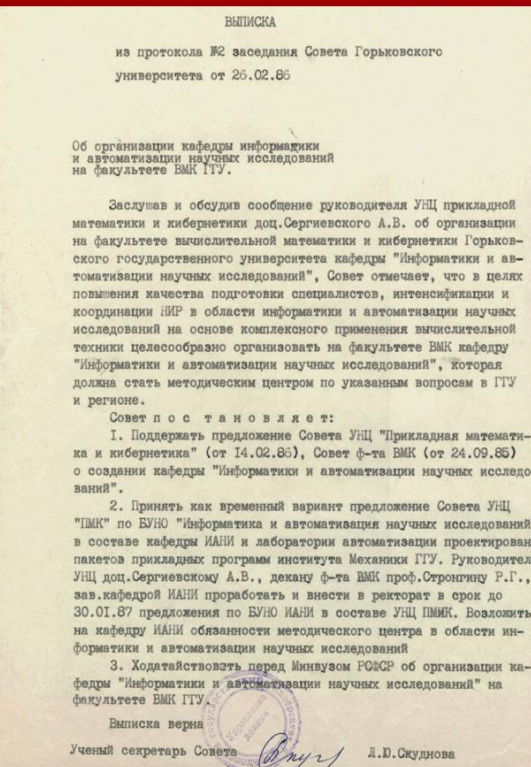 ВЫПИСКА
из протокола №2 заседания Совета Горьковского
университета от 26.02.86
Об организации кафедры информатики
и автоматизации научных исследований
на факультете ВМК ГГУ.
Заслушав и обсудив сообщение руководителя УНЦ прикладной
математики и кибернетики доц.Сергиевского А.В. об организации
на факультете вычислительной математики и кибернетики Горьков-
ского государственного университета кафедры "Информатики и ав-
томатизации научных исследований", Совет отмечает, что в целях
повышения качества подготовки специалистов, интенсификации и
координации НИР в области информатики и автоматизации научных
исследований на основе комплексного применения вычислительной
техники целесообразно организовать на факультете ВМК кафедру
"Информатики и автоматизации научных исследований", которая
должна стать методическим центром по указанным вопросам в ГГУ
и регионе.
Совет п о с т а н о в л я е т:
I. Поддержать предложение Совета УНЦ "Прикладная математи-
ка и кибернетика" (от 14.02.86), Совет ф-та ВМК (от 24.09.85)
о создании кафедры "Информатики и автоматизации научных исследо
ваний".
2. Принять как временный вариант предложение Совета УНЦ
"ПМК" по БУНО "Информатика и автоматизация научных исследований
в составе кафедры ИАНИ и лаборатории автоматизации проектирован
пакетов прикладных программ института Механики ГГУ. Руководител
УНЦ доц.Сергиевскому А.В., декану ф-та ВМК проф.Стронгину Р.Г.,
зав.кафедрой ИАНИ проработать и внести в ректорат в срок до
30.01.87 предложения по БУНО ИАНИ в составе УНЦ ПМИК. Возложить
на кафедру ИАНИ обязанности методического центра в области ин-
форматики и автоматизации научных исследований
3. Ходатайствовать перед Минвузом РСФСР об организации ка-
федры "Информатики и автоматизации научных исследований" на
факультете ВМК ГГУ.
Выписка верна
Ученый секретарь Совета Л.Ю.Скуднова